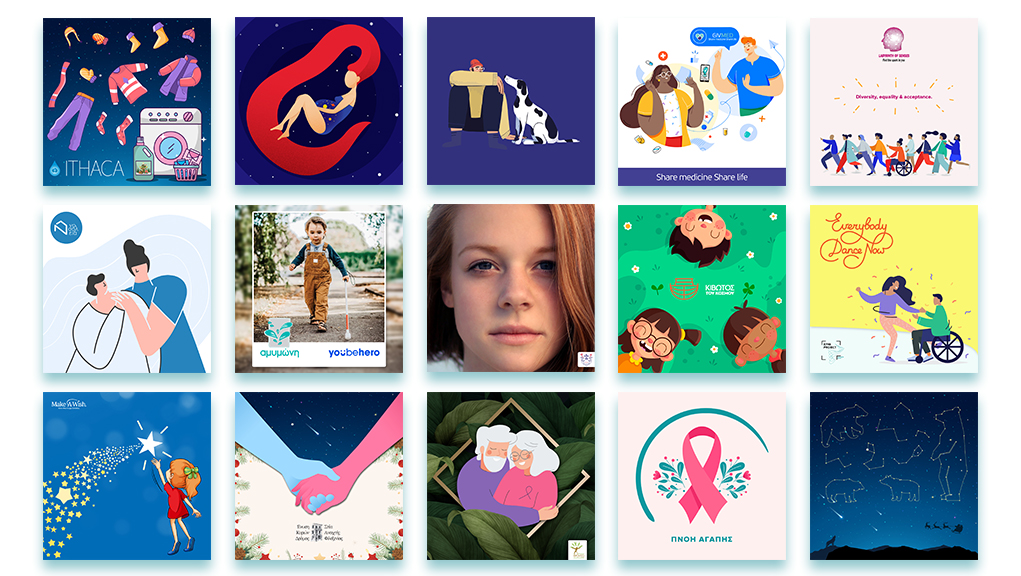 ITHACA
GIVMED
Share medicine Share life
LABYRINTH OF SENSES
Diversity, equality & acceptance.
αμυμώνη
youbehero
ΚΙΒΩΤΟΣ
ΤΟΥ ΚΟΣΜΟΥ
Everybody
Dance Now
Make-A-Wish.
ΠΝΟΗ ΑΓΑΠΗΣ